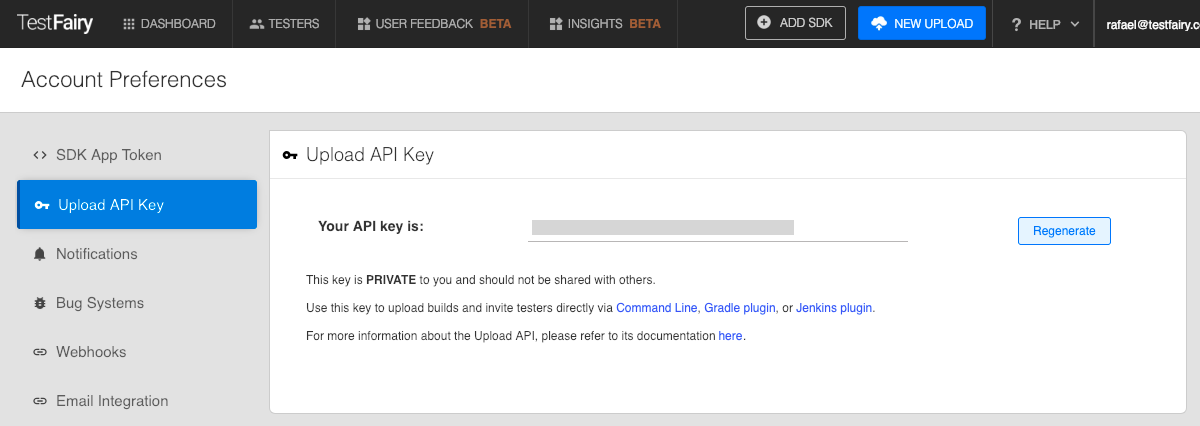 TestFairy DASHBOARD TESTERS USER FEEDBACK BETA INSIGHTS BETA ADD SDK NEW UPLOAD ? HELP rafael@testfairy.c
Account Preferences
SDK App Token
Upload API Key
Notifications
Bug Systems
Webhooks
Email Integration
Upload API Key
Your API key is:
Regenerate
This key is PRIVATE to you and should not be shared with others.
Use this key to upload builds and invite testers directly via Command Line, Gradle plugin, or Jenkins plugin.
For more information about the Upload API, please refer to its documentation here.